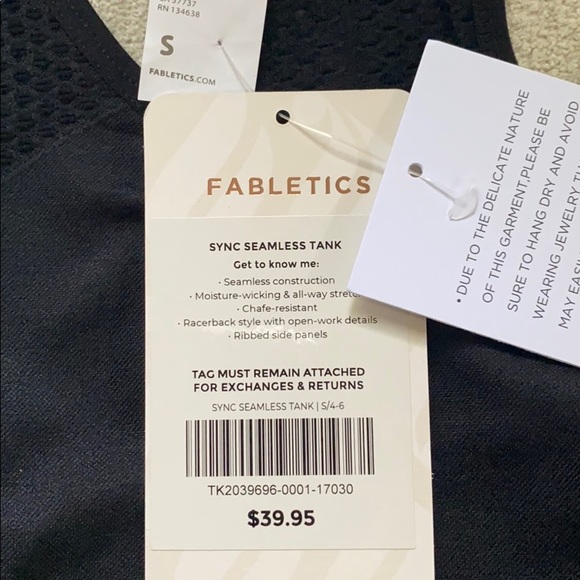 RN 134638
S
FABLETICS.COM
FABLETICS
SYNC SEAMLESS TANK
Get to know me:
• Seamless construction
• Moisture-wicking & all-way
• Chafe-resistant
• Racerback style with open-work details
• Ribbed side panels
TAG MUST REMAIN ATTACHED
FOR EXCHANGES & RETURNS
SYNC SEAMLESS TANK | S/4-6
TK2039696-0001-17030
$39.95
• DUE TO THE DELICATE NATURE
OF THIS GARMENT,PLEASE BE
SURE TO HANG DRY AND AVOID
WEARING JEWELRY
MAY